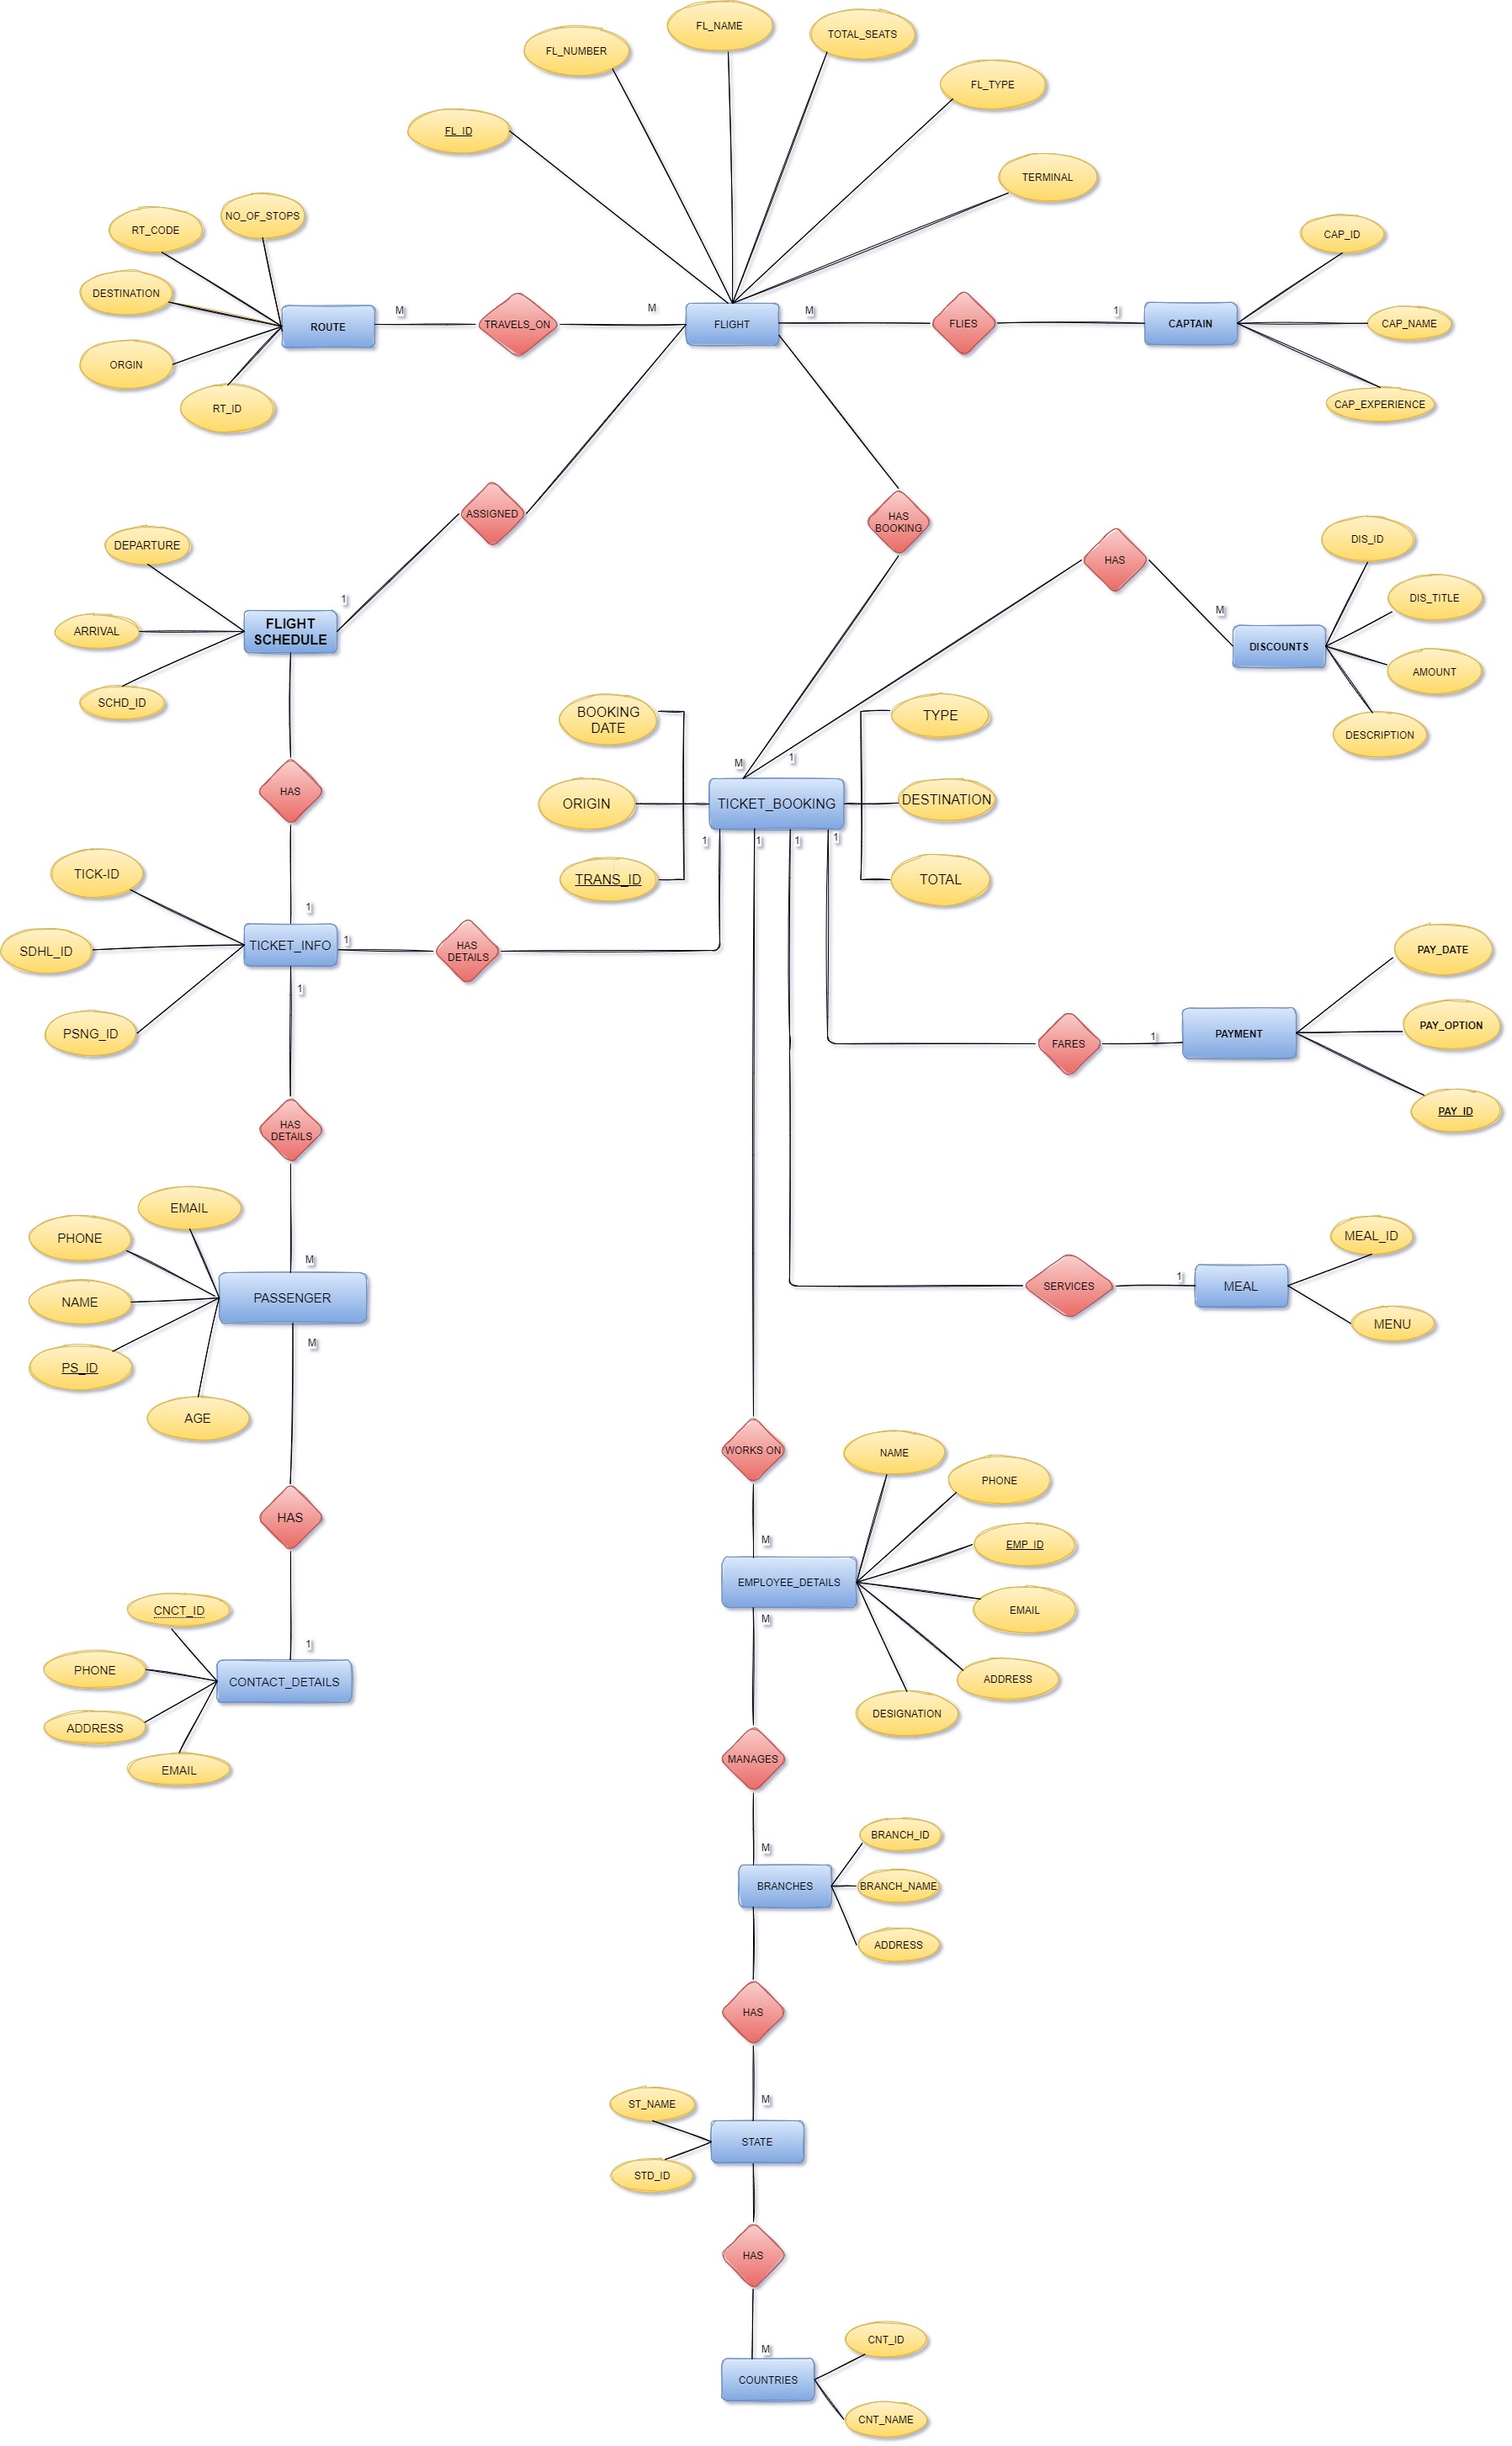 FL_NAME
TOTAL_SEATS
FL_NUMBER
FL_TYPE
FL_ID
TERMINAL
NO_OF_STOPS
RT_CODE
CAP_ID
DESTINATION
M
M
M
1
ROUTE
TRAVELS_ON
FLIGHT
FLIES
CAPTAIN
CAP_NAME
ORGIN
RT_ID
CAP_EXPERIENCE
ASSIGNED
HAS
BOOKING
DEPARTURE
DIS_ID
HAS
1
DIS_TITLE
M
ARRIVAL
FLIGHT
SCHEDULE
DISCOUNTS
AMOUNT
SCHD_ID
BOOKING
DATE
TYPE
DESCRIPTION
M
1
HAS
ORIGIN
TICKET_BOOKING
DESTINATION
1
1
1
1
TICK-ID
TRANS_ID
TOTAL
1
SDHL_ID
TICKET_INFO
1
HAS
DETAILS
PAY_DATE
1
PSNG_ID
FARES
1
PAYMENT
PAY_OPTION
HAS
DETAILS
PAY_ID
EMAIL
PHONE
MEAL_ID
M
NAME
PASSENGER
SERVICES
1
MEAL
M
MENU
PS_ID
AGE
WORKS ON
NAME
PHONE
HAS
M
EMP_ID
EMPLOYEE_DETAILS
CNCT_ID
M
EMAIL
1
PHONE
CONTACT_DETAILS
ADDRESS
ADDRESS
DESIGNATION
EMAIL
MANAGES
M
BRANCH_ID
BRANCHES
BRANCH_NAME
ADDRESS
HAS
M
ST_NAME
STATE
STD_ID
HAS
M
CNT_ID
COUNTRIES
CNT_NAME